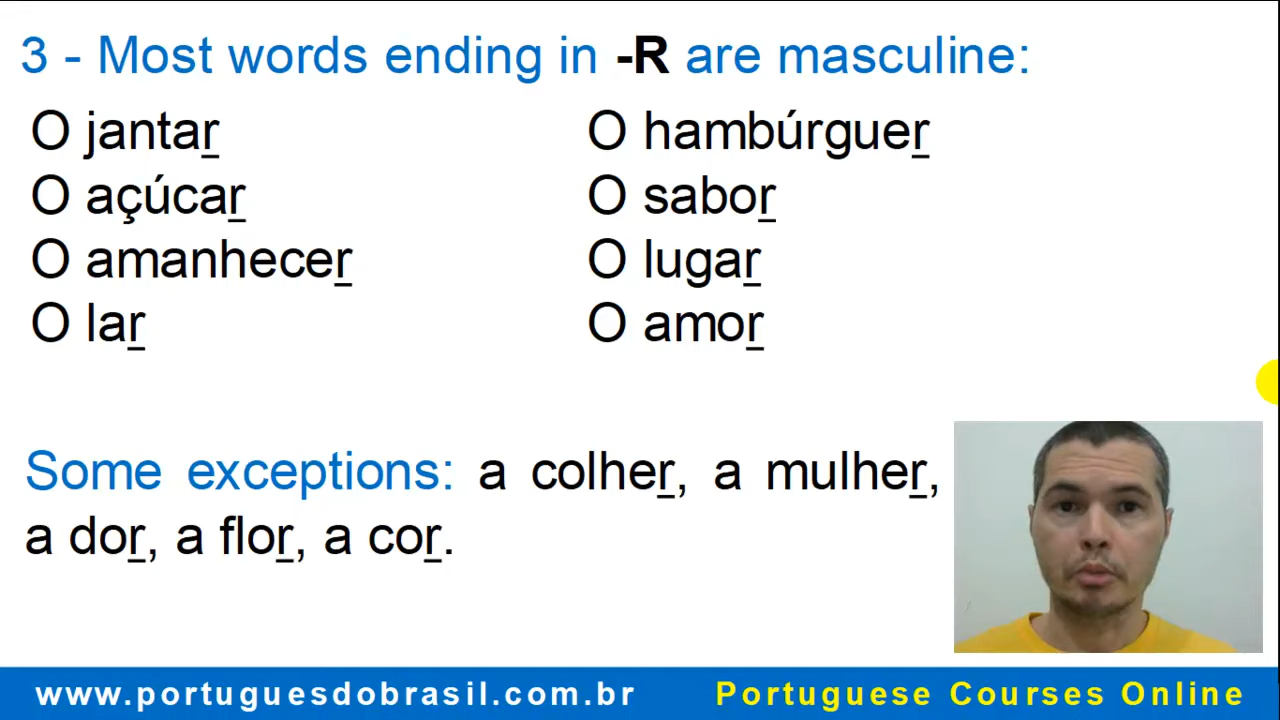 3 - Most words ending in -R are masculine:
O jantar
O açúcar
O amanhecer
O lar
O hambúrguer
O sabor
O lugar
O amor
Some exceptions: a colher, a mulher,
a dor, a flor, a cor.
www.portuguesdobrasil.com.br
Portuguese Courses Online